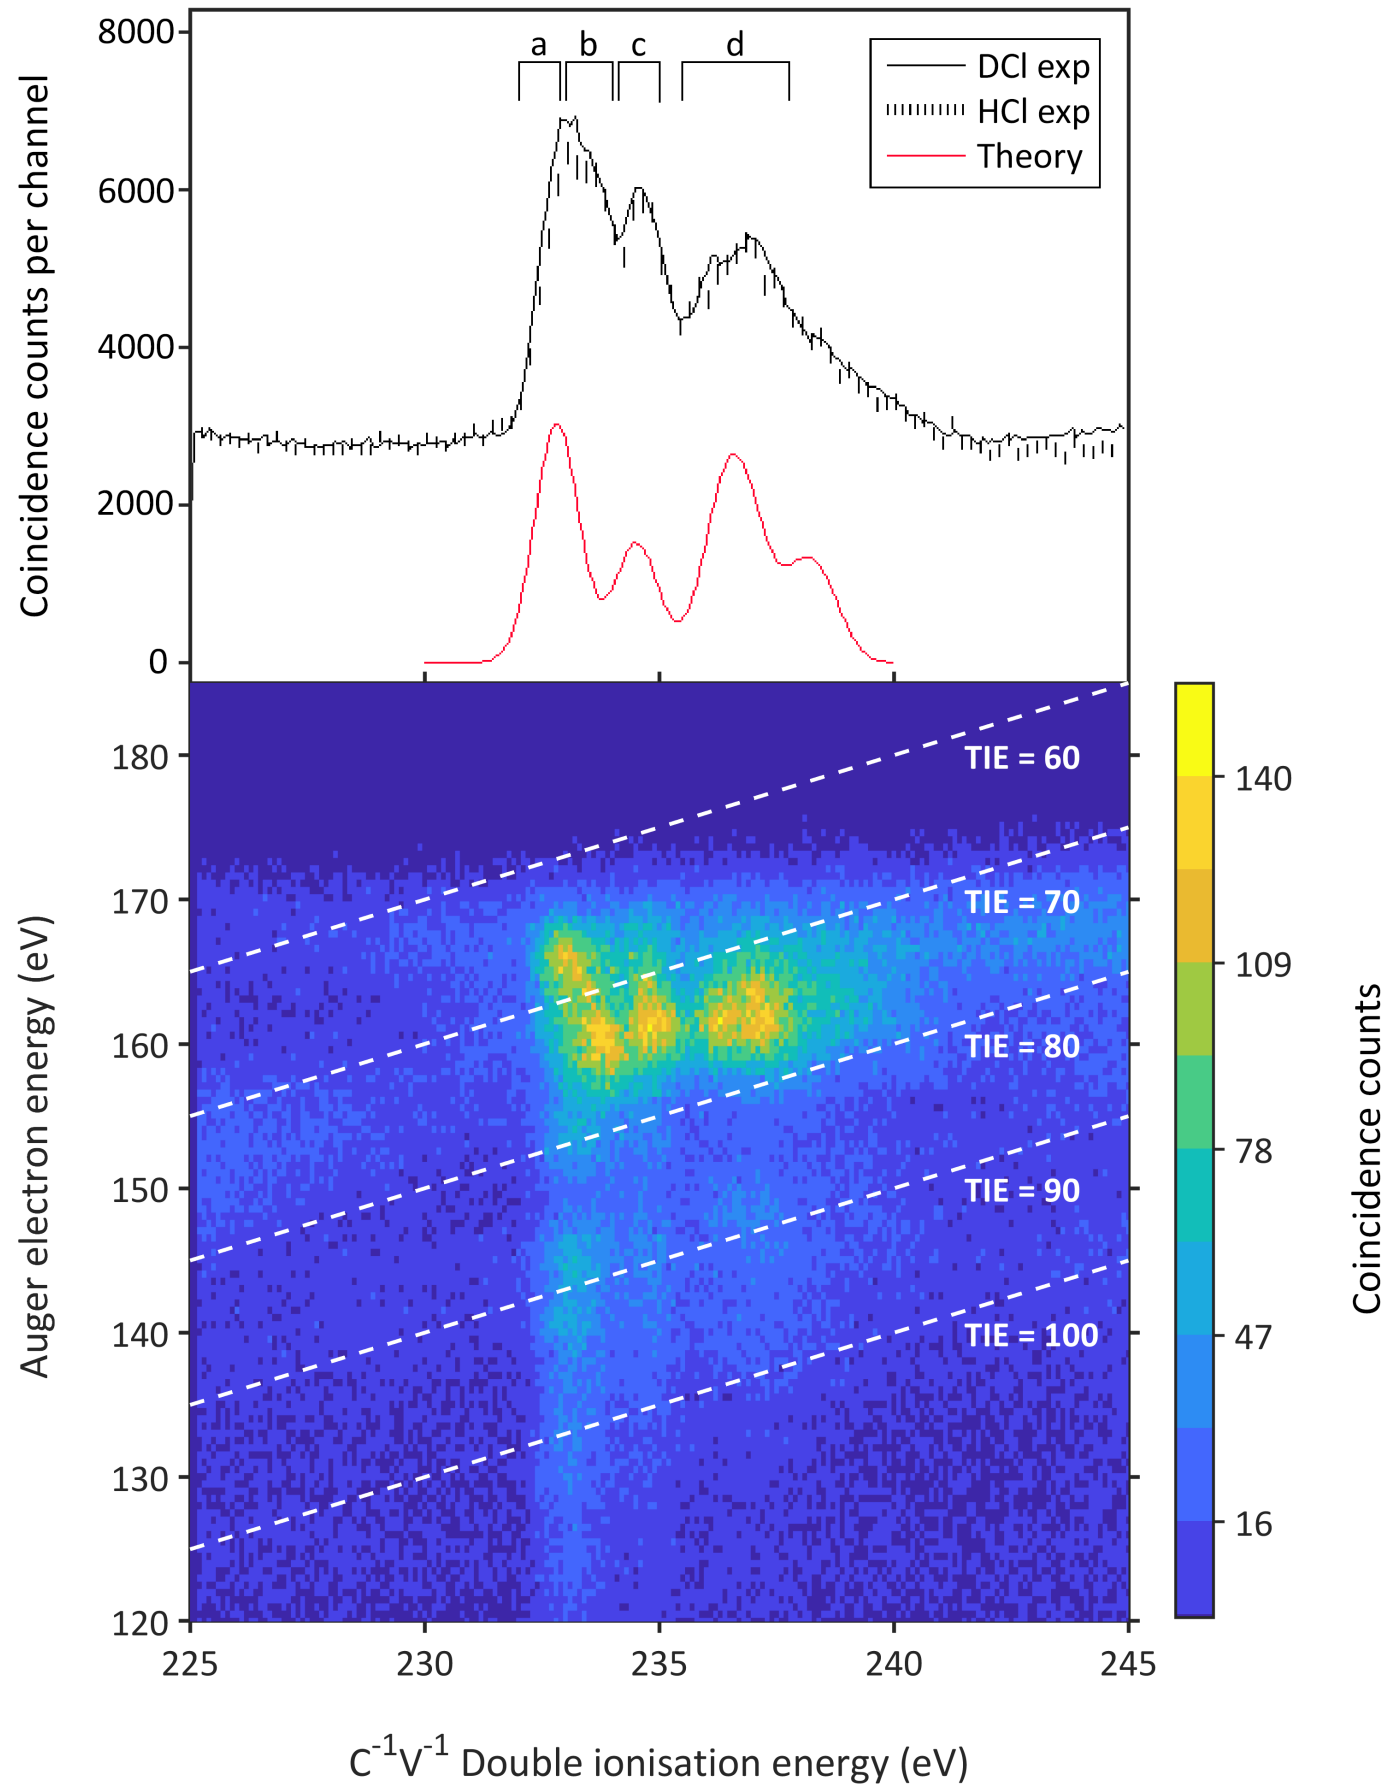 8000
6000
4000
2000
0
Coincidence counts per channel
a b c d
DCl exp
HCl exp
Theory
180
170
160
150
140
130
120
Auger electron energy (eV)
TIE = 60
TIE = 70
TIE = 80
TIE = 90
TIE = 100
140
109
78
47
16
Coincidence counts
225 230 235 240 245
C⁻¹V⁻¹ Double ionisation energy (eV)